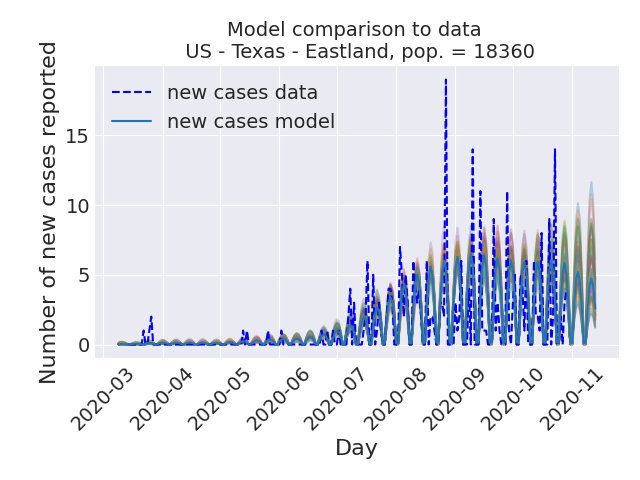 Model comparison to data
US - Texas - Eastland, pop. = 18360
new cases data
new cases model
Number of new cases reported
15
10
5
0
2020-03
2020-04
2020-05
2020-06
2020-07
2020-08
2020-09
2020-10
2020-11
Day